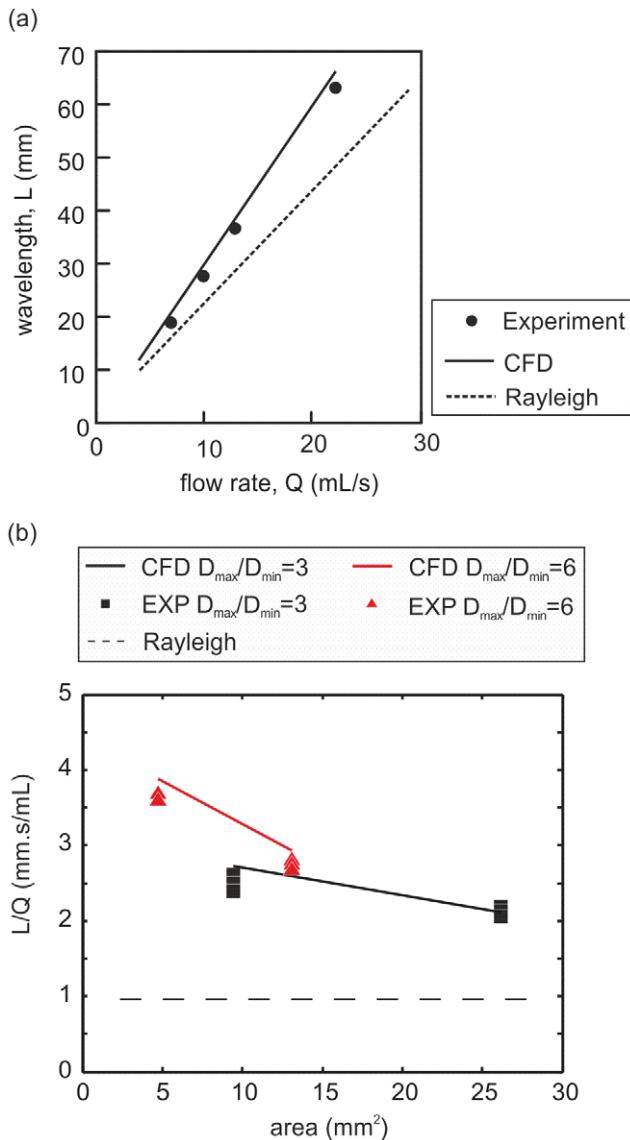 (a)
70
60
50
40
30
20
10
0
wavelength, L (mm)
0 10 20 30
flow rate, Q (mL/s)
Experiment
CFD
Rayleigh
(b)
CFD Dmax/Dmin=3 CFD Dmax/Dmin=6
EXP Dmax/Dmin=3 EXP Dmax/Dmin=6
Rayleigh
5
4
3
2
1
0
L/Q (mm.s/mL)
0 5 10 15 20 25 30
area (mm²)